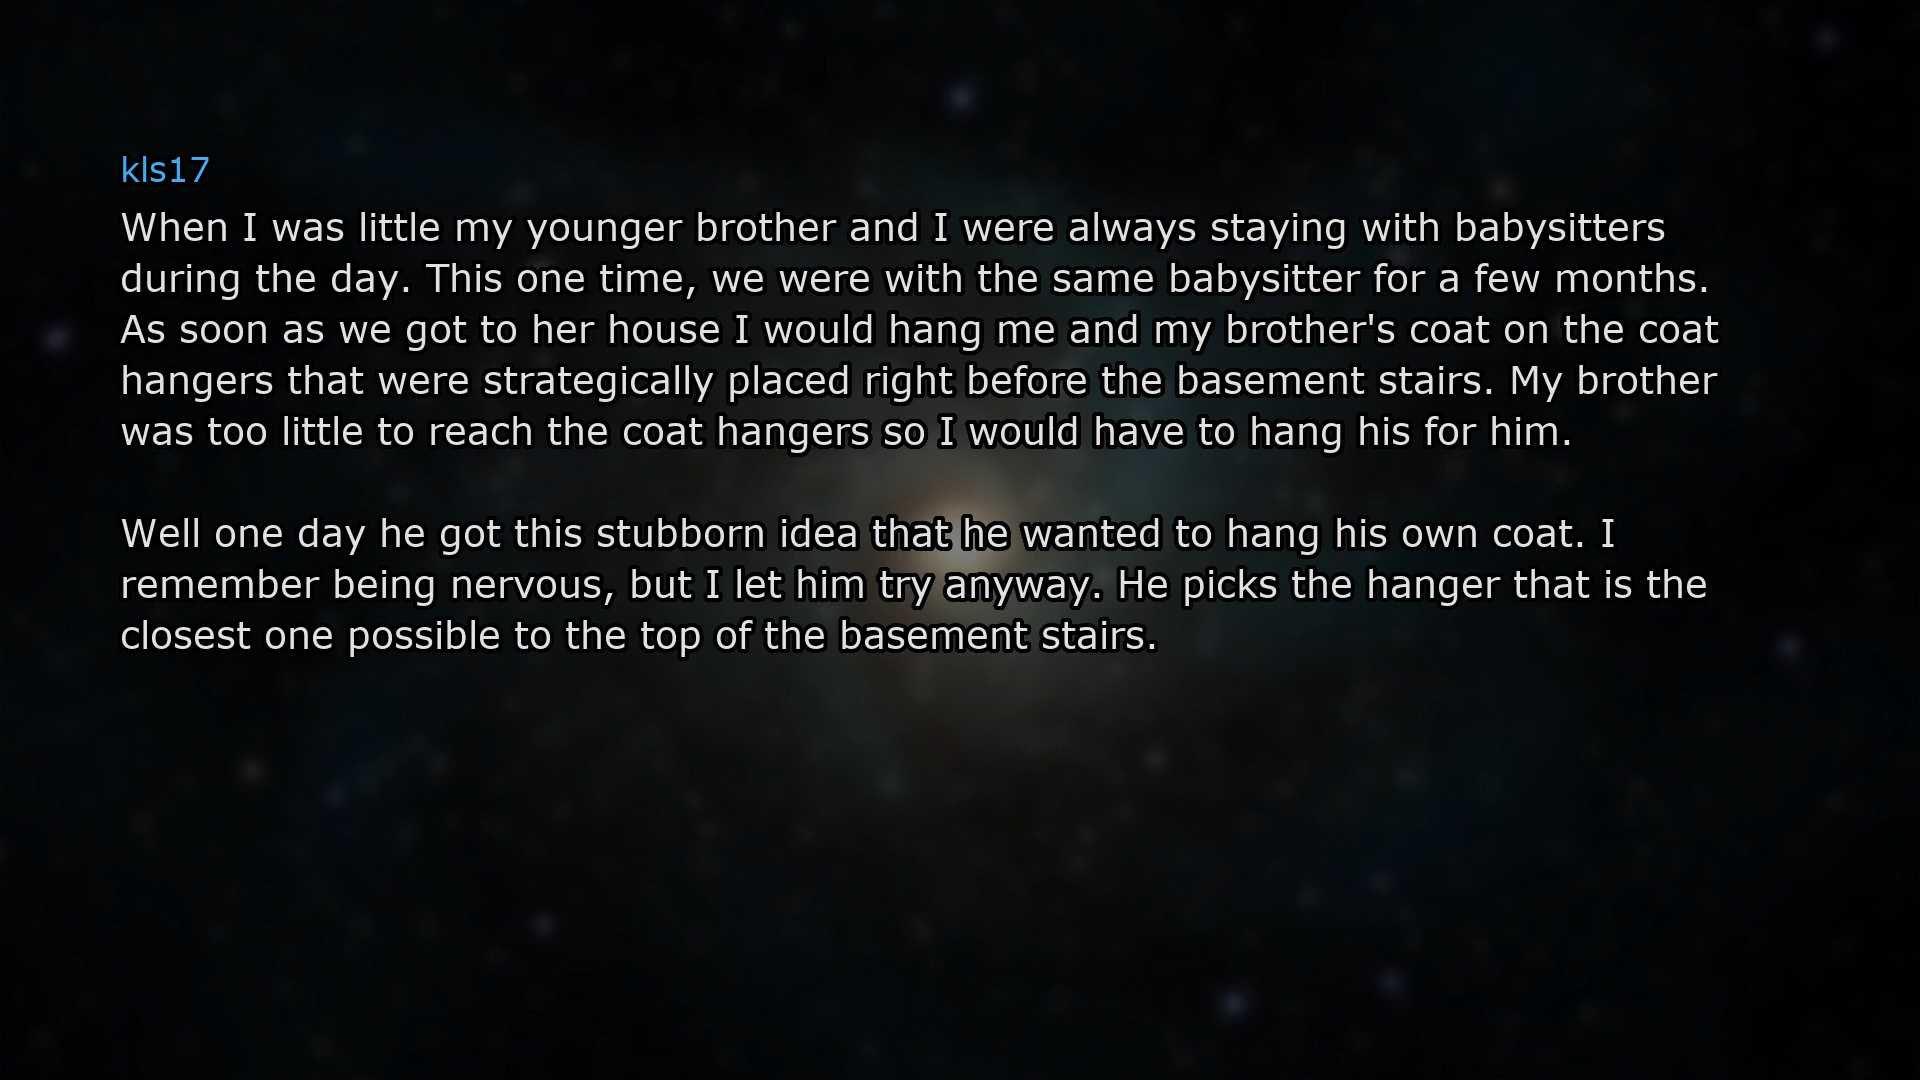 kls17
When I was little my younger brother and I were always staying with babysitters
during the day. This one time, we were with the same babysitter for a few months.
As soon as we got to her house I would hang me and my brother's coat on the coat
hangers that were strategically placed right before the basement stairs. My brother
was too little to reach the coat hangers so I would have to hang his for him.
Well one day he got this stubborn idea that he wanted to hang his own coat. I
remember being nervous, but I let him try anyway. He picks the hanger that is the
closest one possible to the top of the basement stairs.